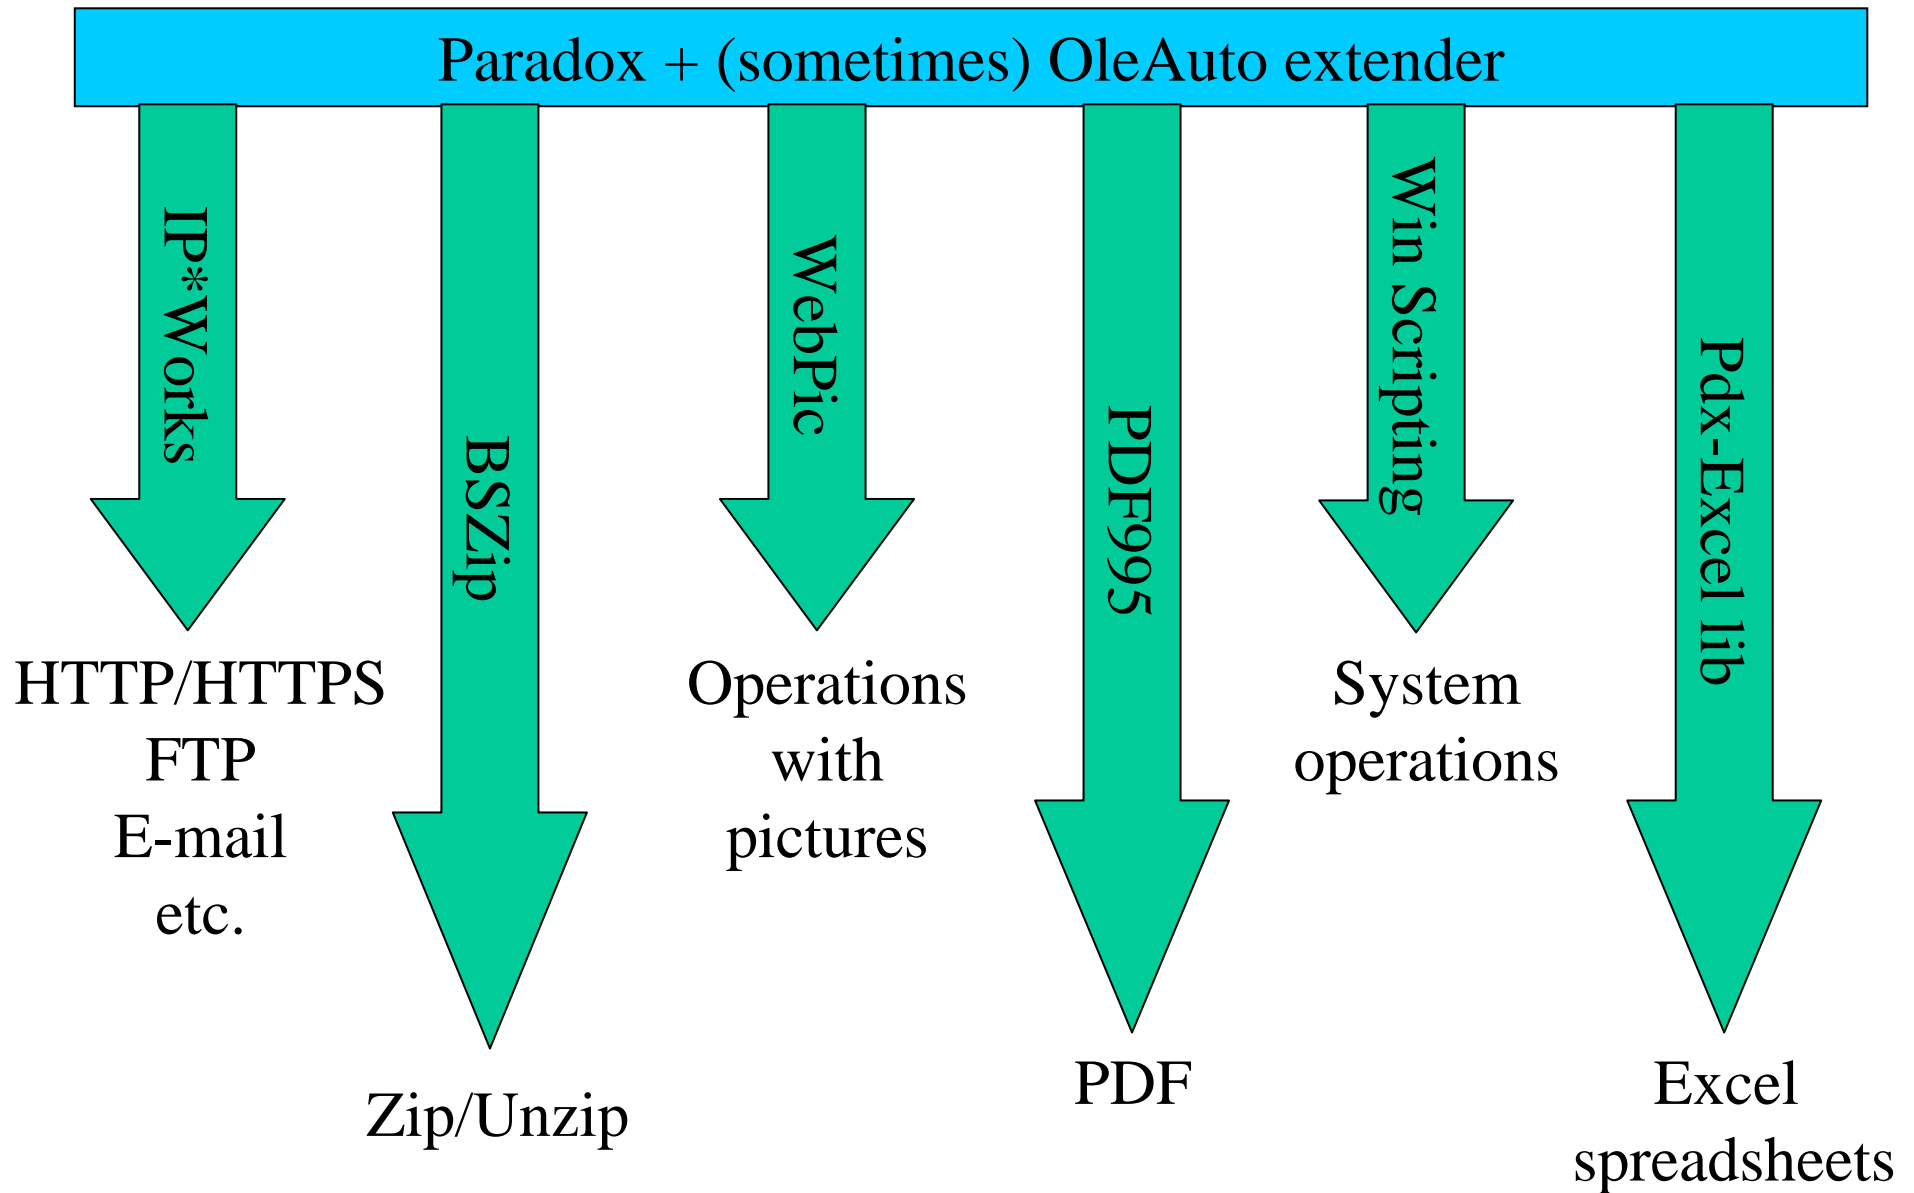 Paradox + (sometimes) OleAuto extender
IP*Works
BSZip
WebPic
PDF995
Win Scripting
Pdx-Excel lib
HTTP/HTTPS
FTP
E-mail
etc.
Zip/Unzip
Operations
with
pictures
PDF
System
operations
Excel
spreadsheets